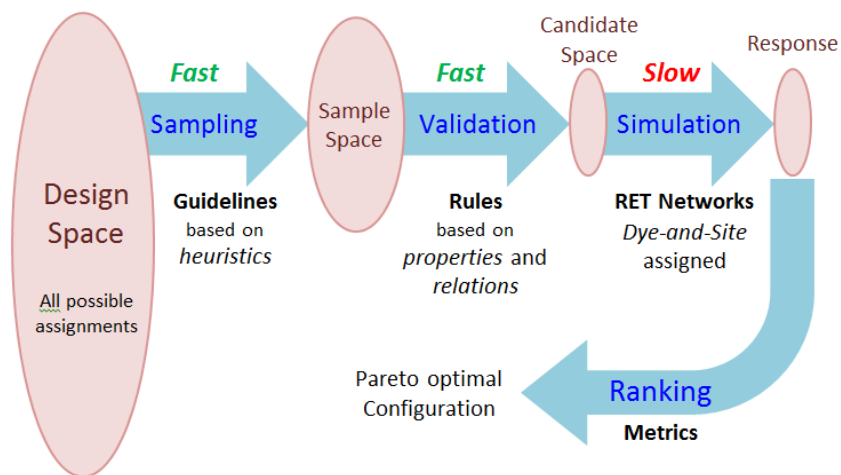 Design
Space
All possible
assignments
Fast
Sampling
Guidelines
based on
heuristics
Sample
Space
Fast
Validation
Rules
based on
properties and
relations
Candidate
Space
Slow
Simulation
RET Networks
Dye-and-Site
assigned
Response
Ranking
Metrics
Pareto optimal
Configuration